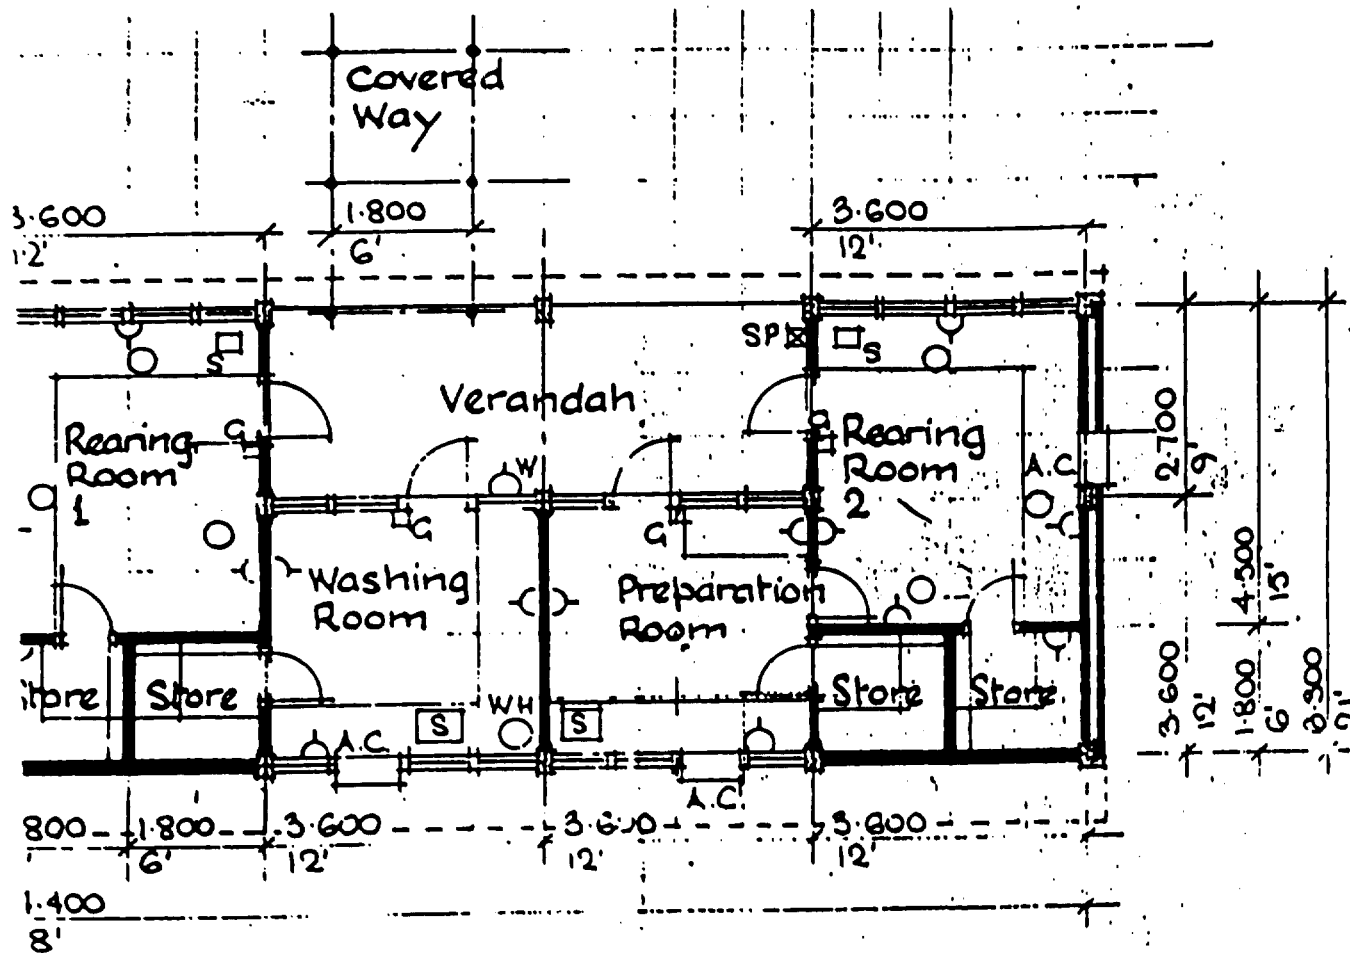 Covered
Way
3.600
12'
1.800
6'
3.600
12'
S
SP
S
Verandah
G
G
Rearing
Room
1
Rearing
Room
2
A.C.
W
G
G
Washing
Room
Preparation
Room
Store
Store
WH
S
S
Store
Store
A.C.
A.C.
2.700
9'
4.500
15'
3.600
12'
1.800
6'
800
1.800
6'
3.600
12'
12'
3.600
12'
1.400
8'